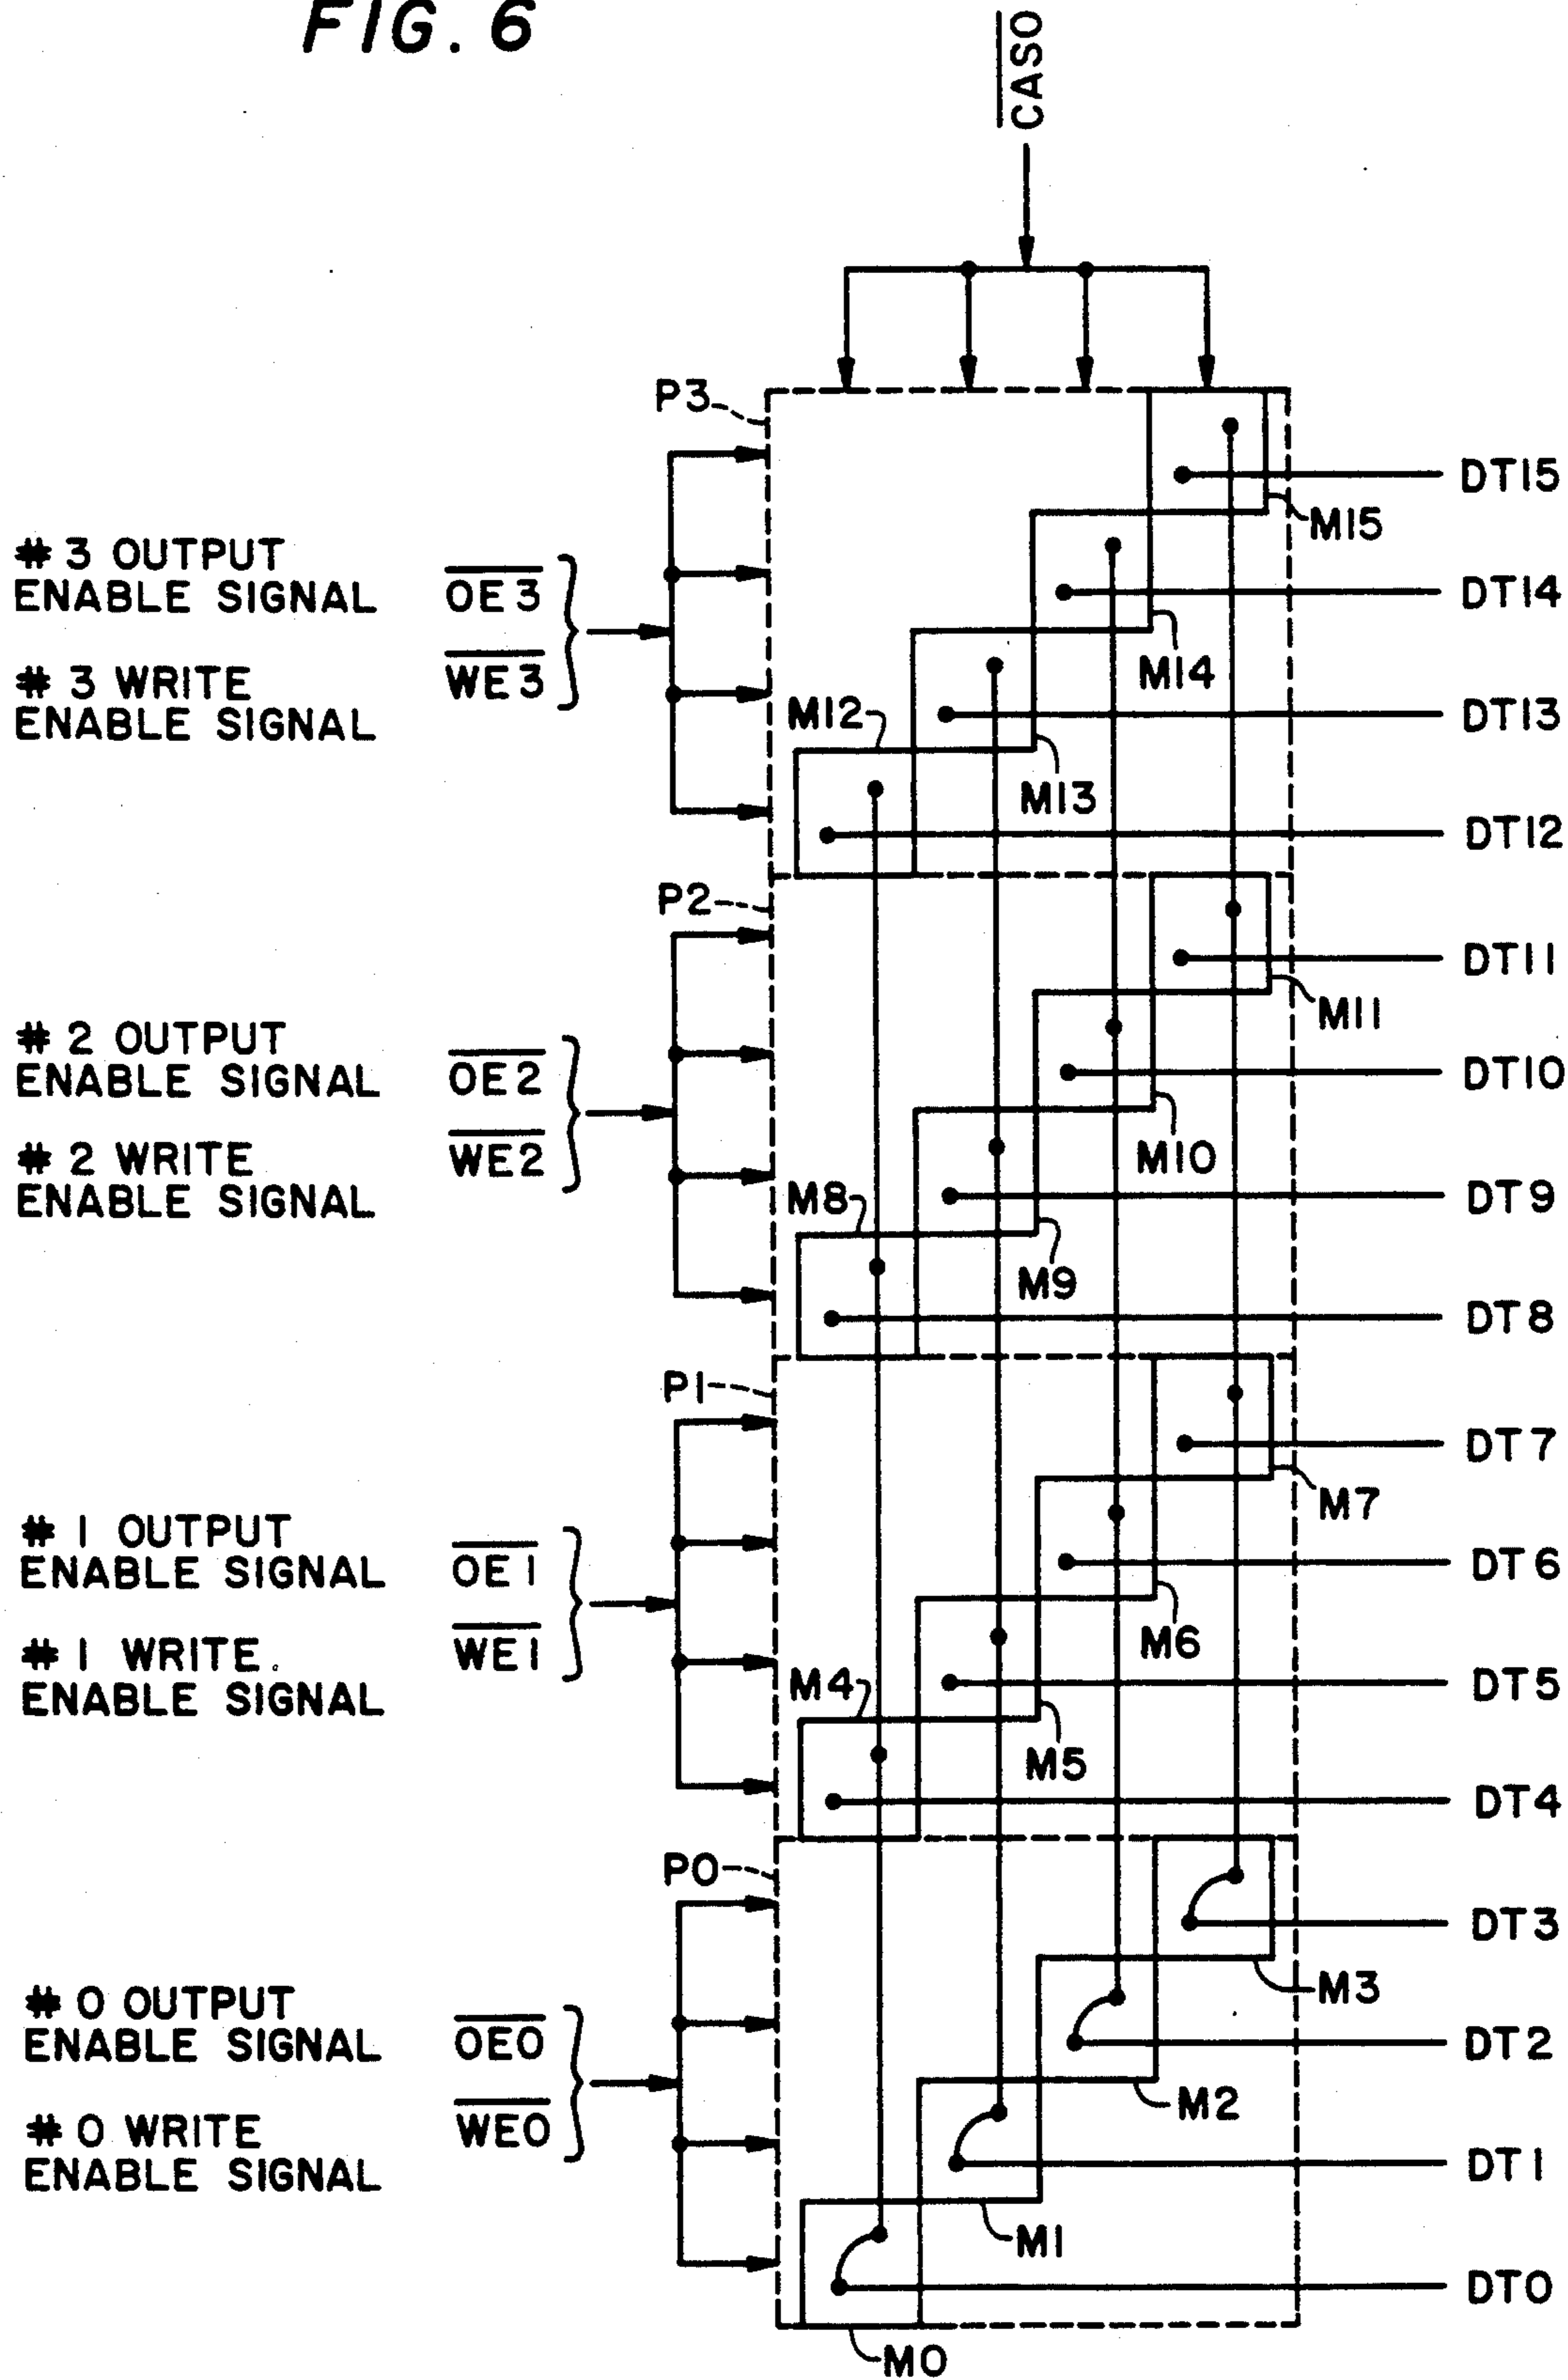 FIG. 6
CAS0
P3
DT15
M15
# 3 OUTPUT
ENABLE SIGNAL
OE3
DT14
M14
# 3 WRITE
ENABLE SIGNAL
WE3
M12
DT13
M13
DT12
P2
DT11
M11
# 2 OUTPUT
ENABLE SIGNAL
OE2
DT10
M10
# 2 WRITE
ENABLE SIGNAL
WE2
M8
DT9
M9
DT8
P1
DT7
M7
# 1 OUTPUT
ENABLE SIGNAL
OE1
DT6
M6
# 1 WRITE
ENABLE SIGNAL
WE1
M4
DT5
M5
DT4
P0
DT3
M3
# 0 OUTPUT
ENABLE SIGNAL
OE0
DT2
M2
# 0 WRITE
ENABLE SIGNAL
WE0
DT1
M1
DT0
M0